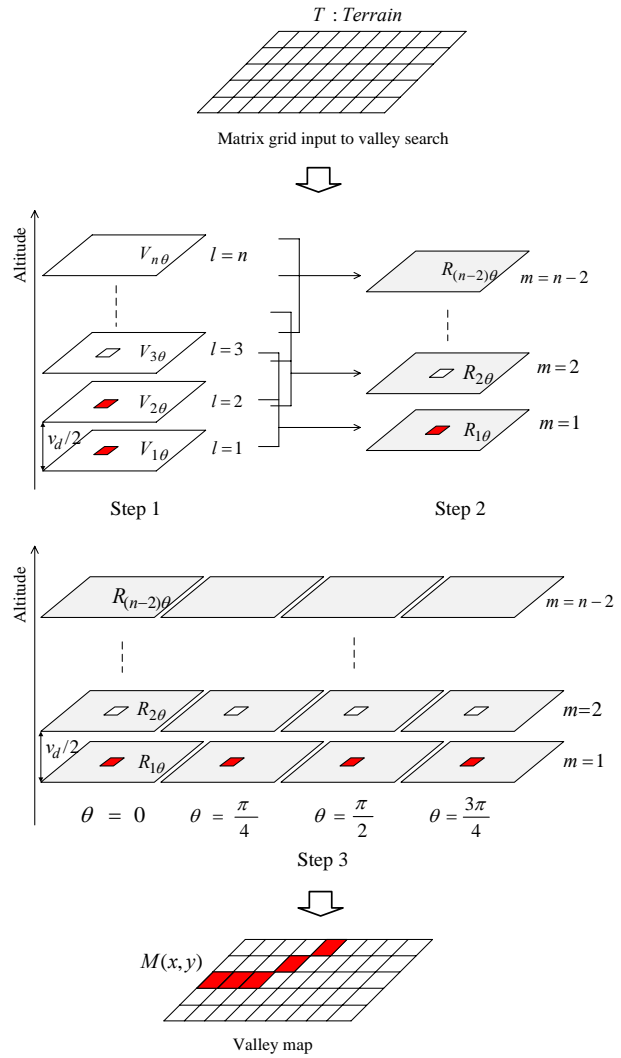 T : Terrain
Matrix grid input to valley search
Altitude
V_{nθ} l = n
R_{(n−2)θ} m = n − 2
V_{3θ} l = 3
R_{2θ} m = 2
V_{2θ} l = 2
v_d/2
R_{1θ} m = 1
V_{1θ} l = 1
Step 1 Step 2
Altitude
R_{(n−2)θ} m = n − 2
R_{2θ} m = 2
v_d/2
R_{1θ} m = 1
θ = 0 θ = π/4 θ = π/2 θ = 3π/4
Step 3
M(x, y)
Valley map